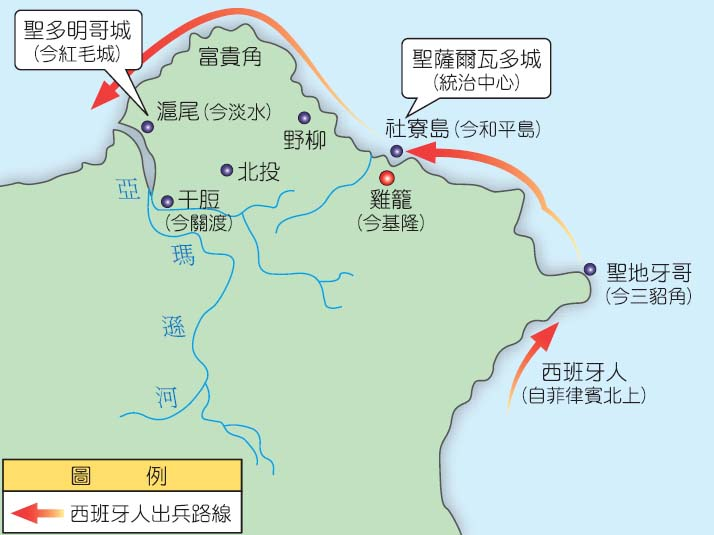 聖多明哥城
(今紅毛城)
富貴角
聖薩爾瓦多城
(統治中心)
滬尾(今淡水)
野柳
社寮島(今和平島)
北投
雞籠
(今基隆)
干脰
(今關渡)
亞
瑪
遜
河
聖地牙哥
(今三貂角)
西班牙人
(自菲律賓北上)
圖 例
西班牙人出兵路線